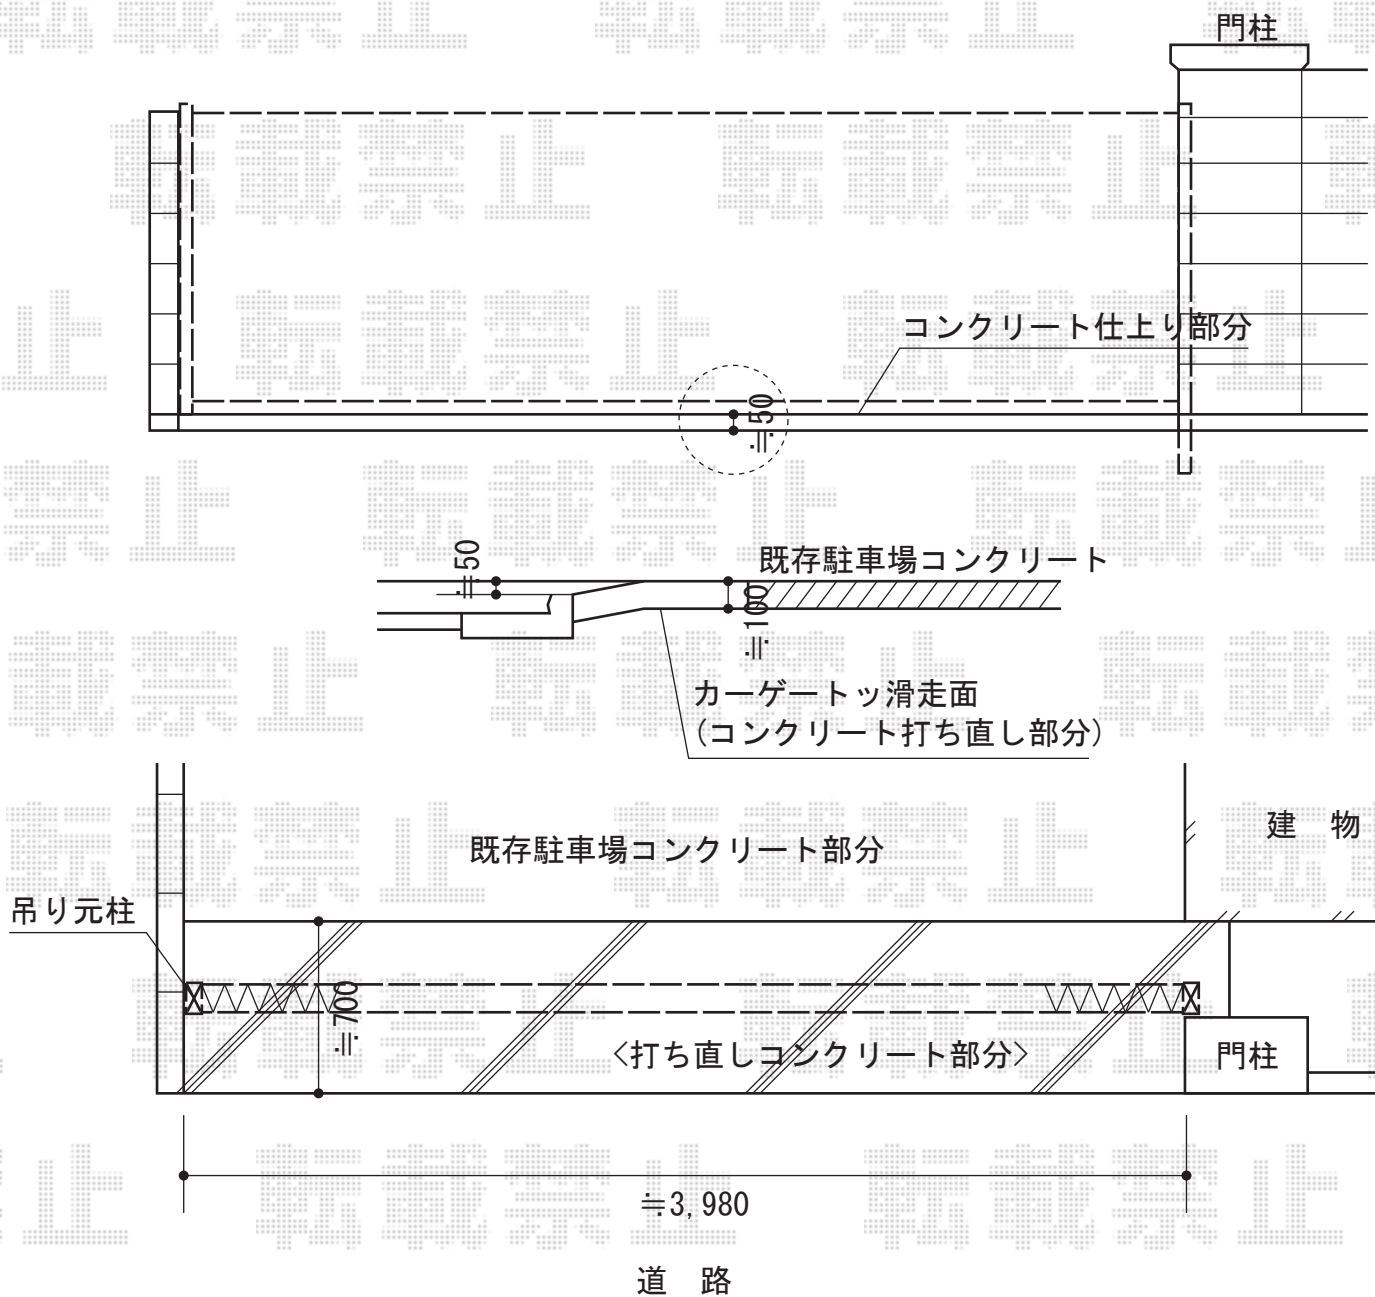 門柱
コンクリート仕上り部分
≒50
≒50
既存駐車場コンクリート
≒100
カーゲートッ滑走面
(コンクリート打ち直し部分)
既存駐車場コンクリート部分
建 物
吊り元柱
≒700
<打ち直しコンクリート部分>
門柱
≒3,980
道 路
転載禁止